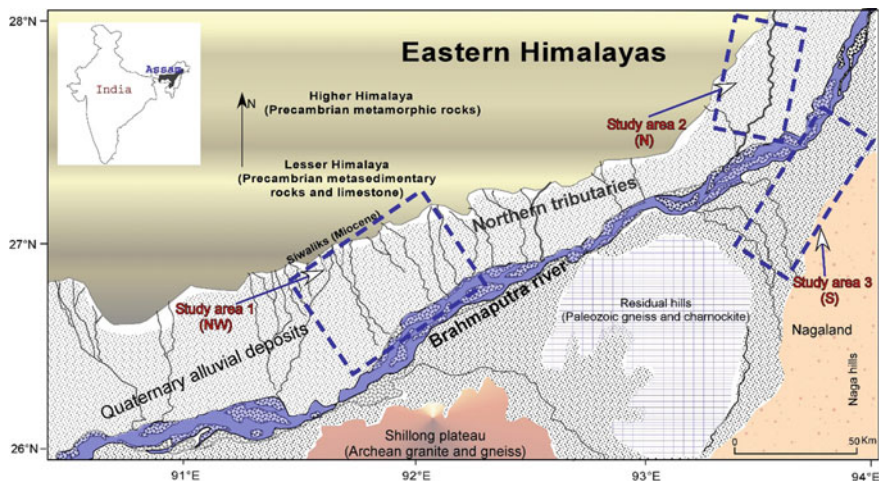 28°N
Assam
India
Eastern Himalayas
N
Higher Himalaya
(Precambrian metamorphic rocks)
Study area 2
(N)
Lesser Himalaya
(Precambrian metasedimentary
rocks and limestone)
Northern tributaries
27°N
Siwaliks (Miocene)
Study area 1
(NW)
Study area 3
(S)
Brahmaputra river
Residual hills
(Paleozoic gneiss and charnockite)
Nagaland
Naga hills
Quaternary alluvial deposits
26°N
Shillong plateau
(Archean granite and gneiss)
0 50 Km
91°E 92°E 93°E 94°E